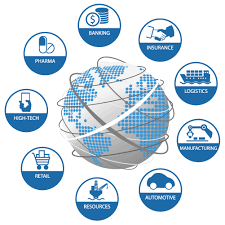 BANKING
INSURANCE
LOGISTICS
MANUFACTURING
AUTOMOTIVE
RESOURCES
RETAIL
HIGH-TECH
PHARMA